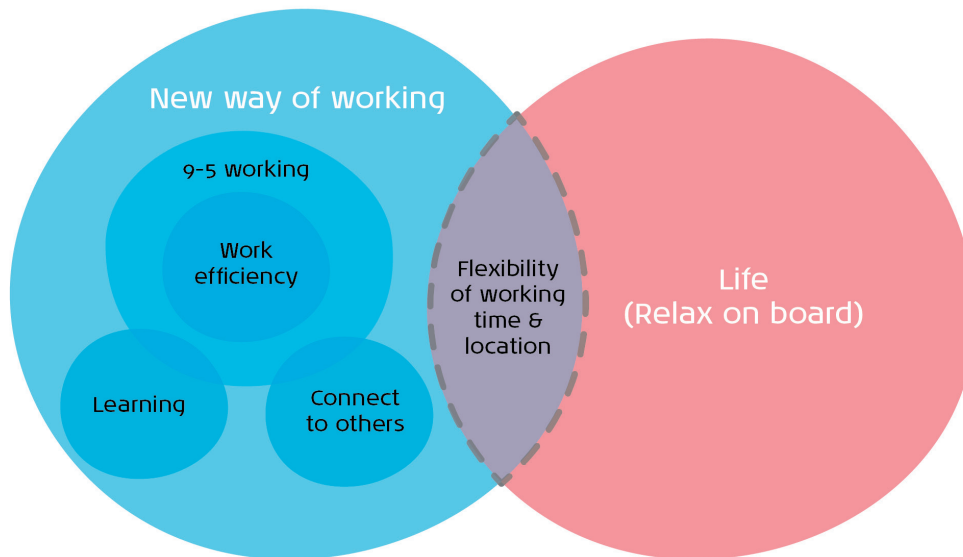 New way of working
9-5 working
Work
efficiency
Learning
Connect
to others
Flexibility
of working
time &
location
Life
(Relax on board)